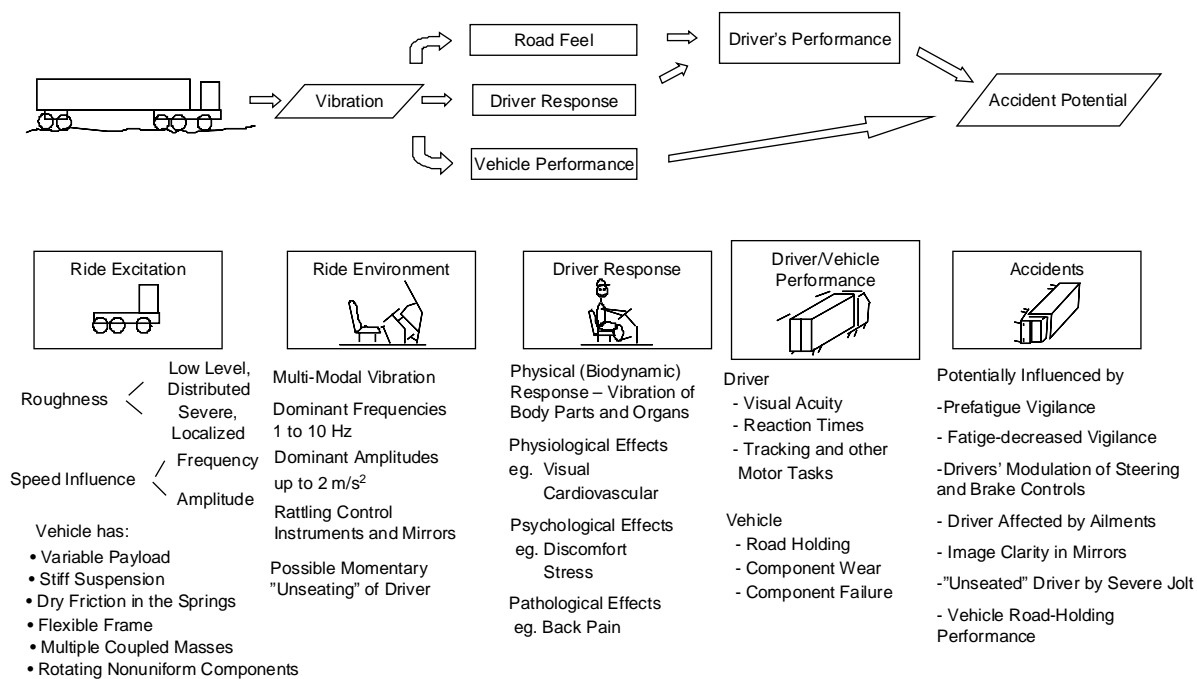 Road Feel
Driver's Performance
Vibration
Driver Response
Accident Potential
Vehicle Performance
Ride Excitation
Roughness
Low Level,
Distributed
Severe,
Localized
Speed Influence
Frequency
Amplitude
Vehicle has:
• Variable Payload
• Stiff Suspension
• Dry Friction in the Springs
• Flexible Frame
• Multiple Coupled Masses
• Rotating Nonuniform Components
Ride Environment
Multi-Modal Vibration
Dominant Frequencies
1 to 10 Hz
Dominant Amplitudes
up to 2 m/s²
Rattling Control
Instruments and Mirrors
Possible Momentary
"Unseating" of Driver
Driver Response
Physical (Biodynamic)
Response – Vibration of
Body Parts and Organs
Physiological Effects
eg. Visual
Cardiovascular
Psychological Effects
eg. Discomfort
Stress
Pathological Effects
eg. Back Pain
Driver/Vehicle
Performance
Driver
- Visual Acuity
- Reaction Times
- Tracking and other
Motor Tasks
Vehicle
- Road Holding
- Component Wear
- Component Failure
Accidents
Potentially Influenced by
-Prefatigue Vigilance
- Fatige-decreased Vigilance
-Drivers' Modulation of Steering
and Brake Controls
- Driver Affected by Ailments
- Image Clarity in Mirrors
-"Unseated" Driver by Severe Jolt
- Vehicle Road-Holding
Performance